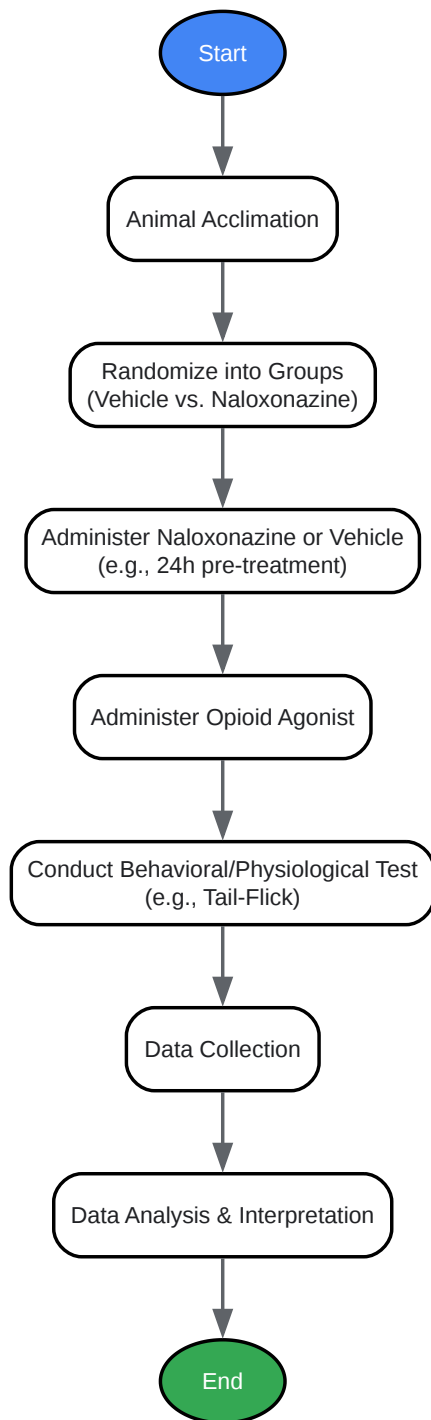 Start
Animal Acclimation
Randomize into Groups
(Vehicle vs. Naloxonazine)
Administer Naloxonazine or Vehicle
(e.g., 24h pre-treatment)
Administer Opioid Agonist
Conduct Behavioral/Physiological Test
(e.g., Tail-Flick)
Data Collection
Data Analysis & Interpretation
End